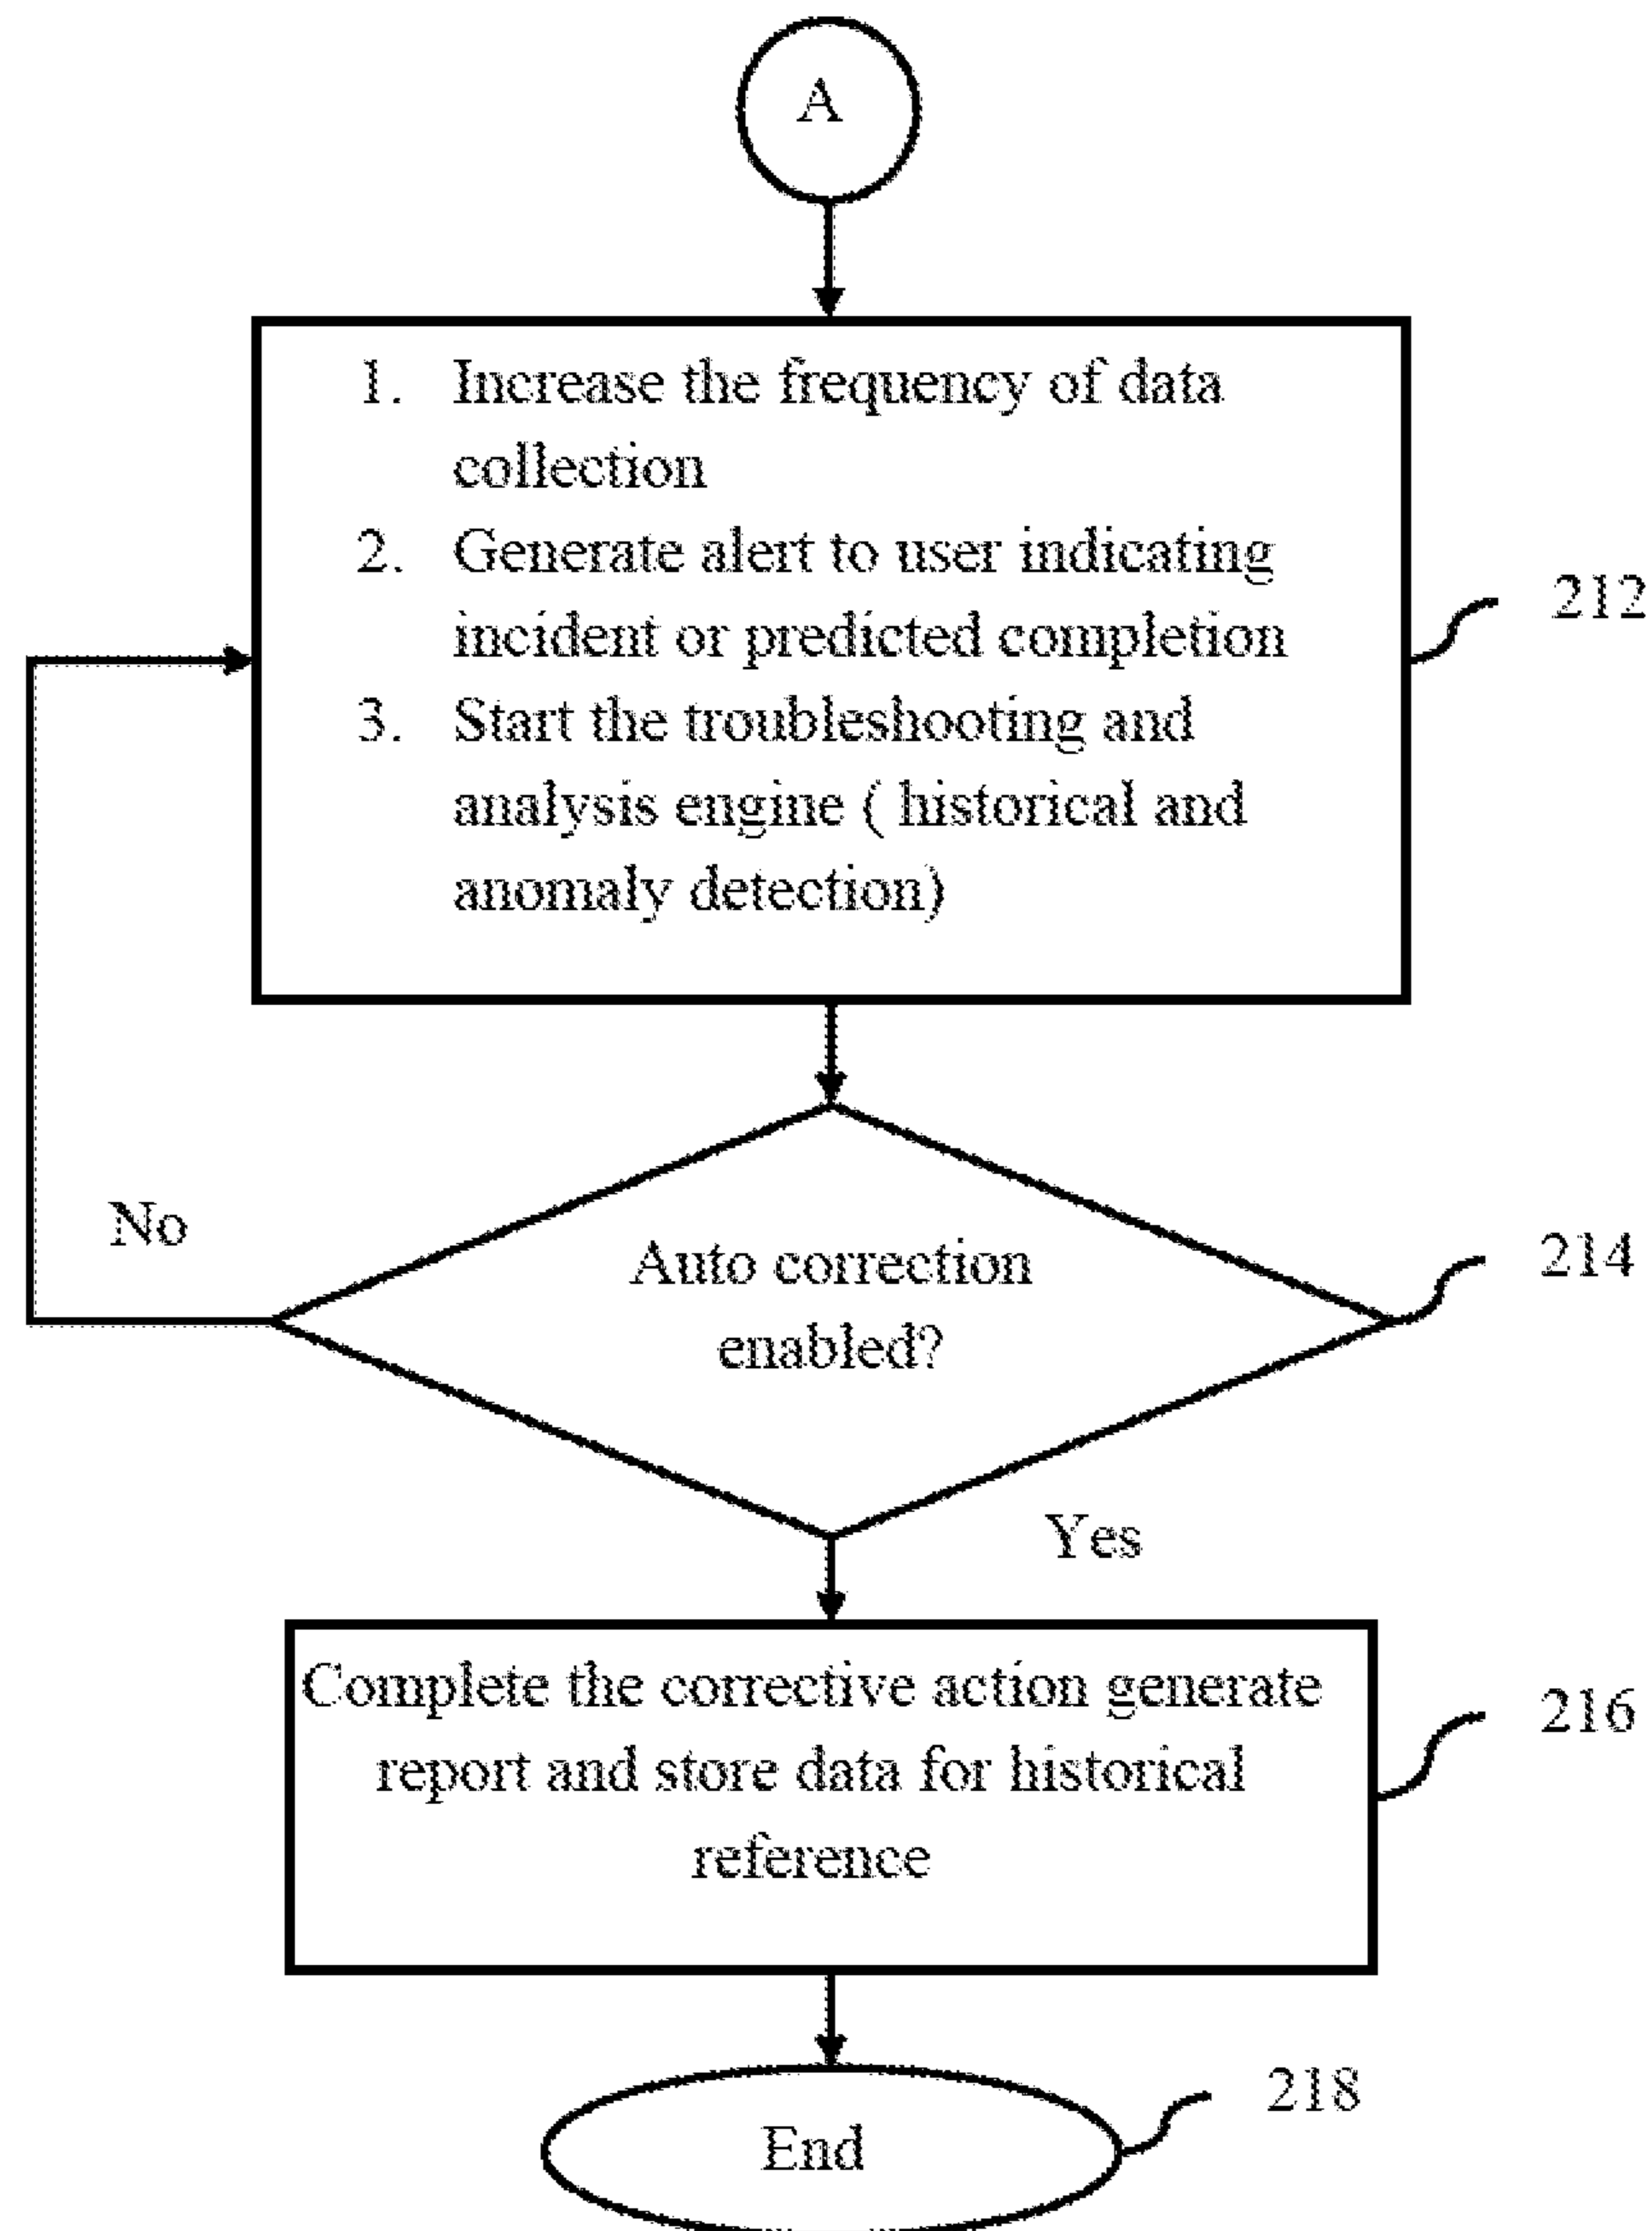 A
1. Increase the frequency of data
collection
2. Generate alert to user indicating
incident or predicted completion
3. Start the troubleshooting and
analysis engine ( historical and
anomaly detection)
212
No
Auto correction
enabled?
214
Yes
Complete the corrective action generate
report and store data for historical
reference
216
End
218